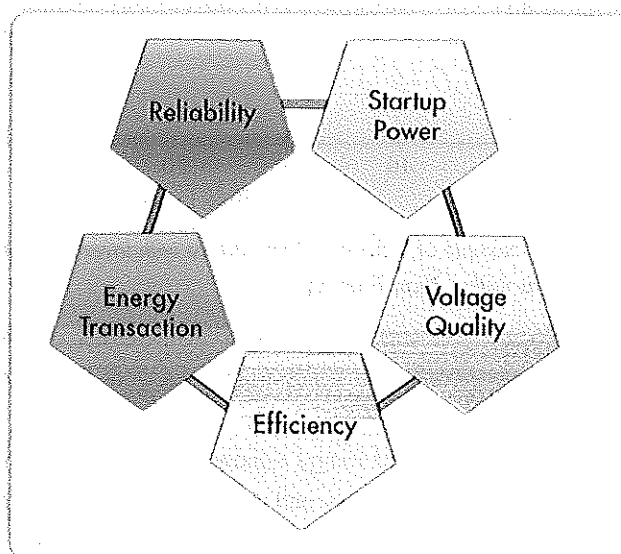 Reliability
Startup
Power
Energy
Transaction
Voltage
Quality
Efficiency